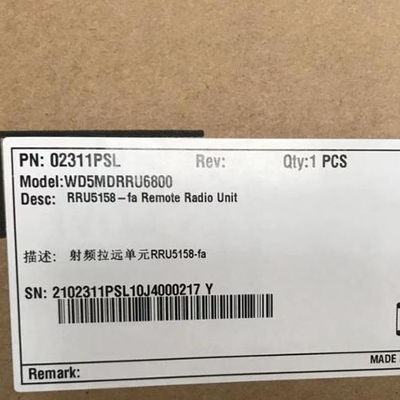 PN: 02311PSL Rev: Qty:1 PCS
Model:WD5MDRRU6800
Desc: RRU5158-fa Remote Radio Unit
描述: 射频拉远单元RRU5158-fa
SN: 2102311PSL10J4000217 Y
MADE
Remark: